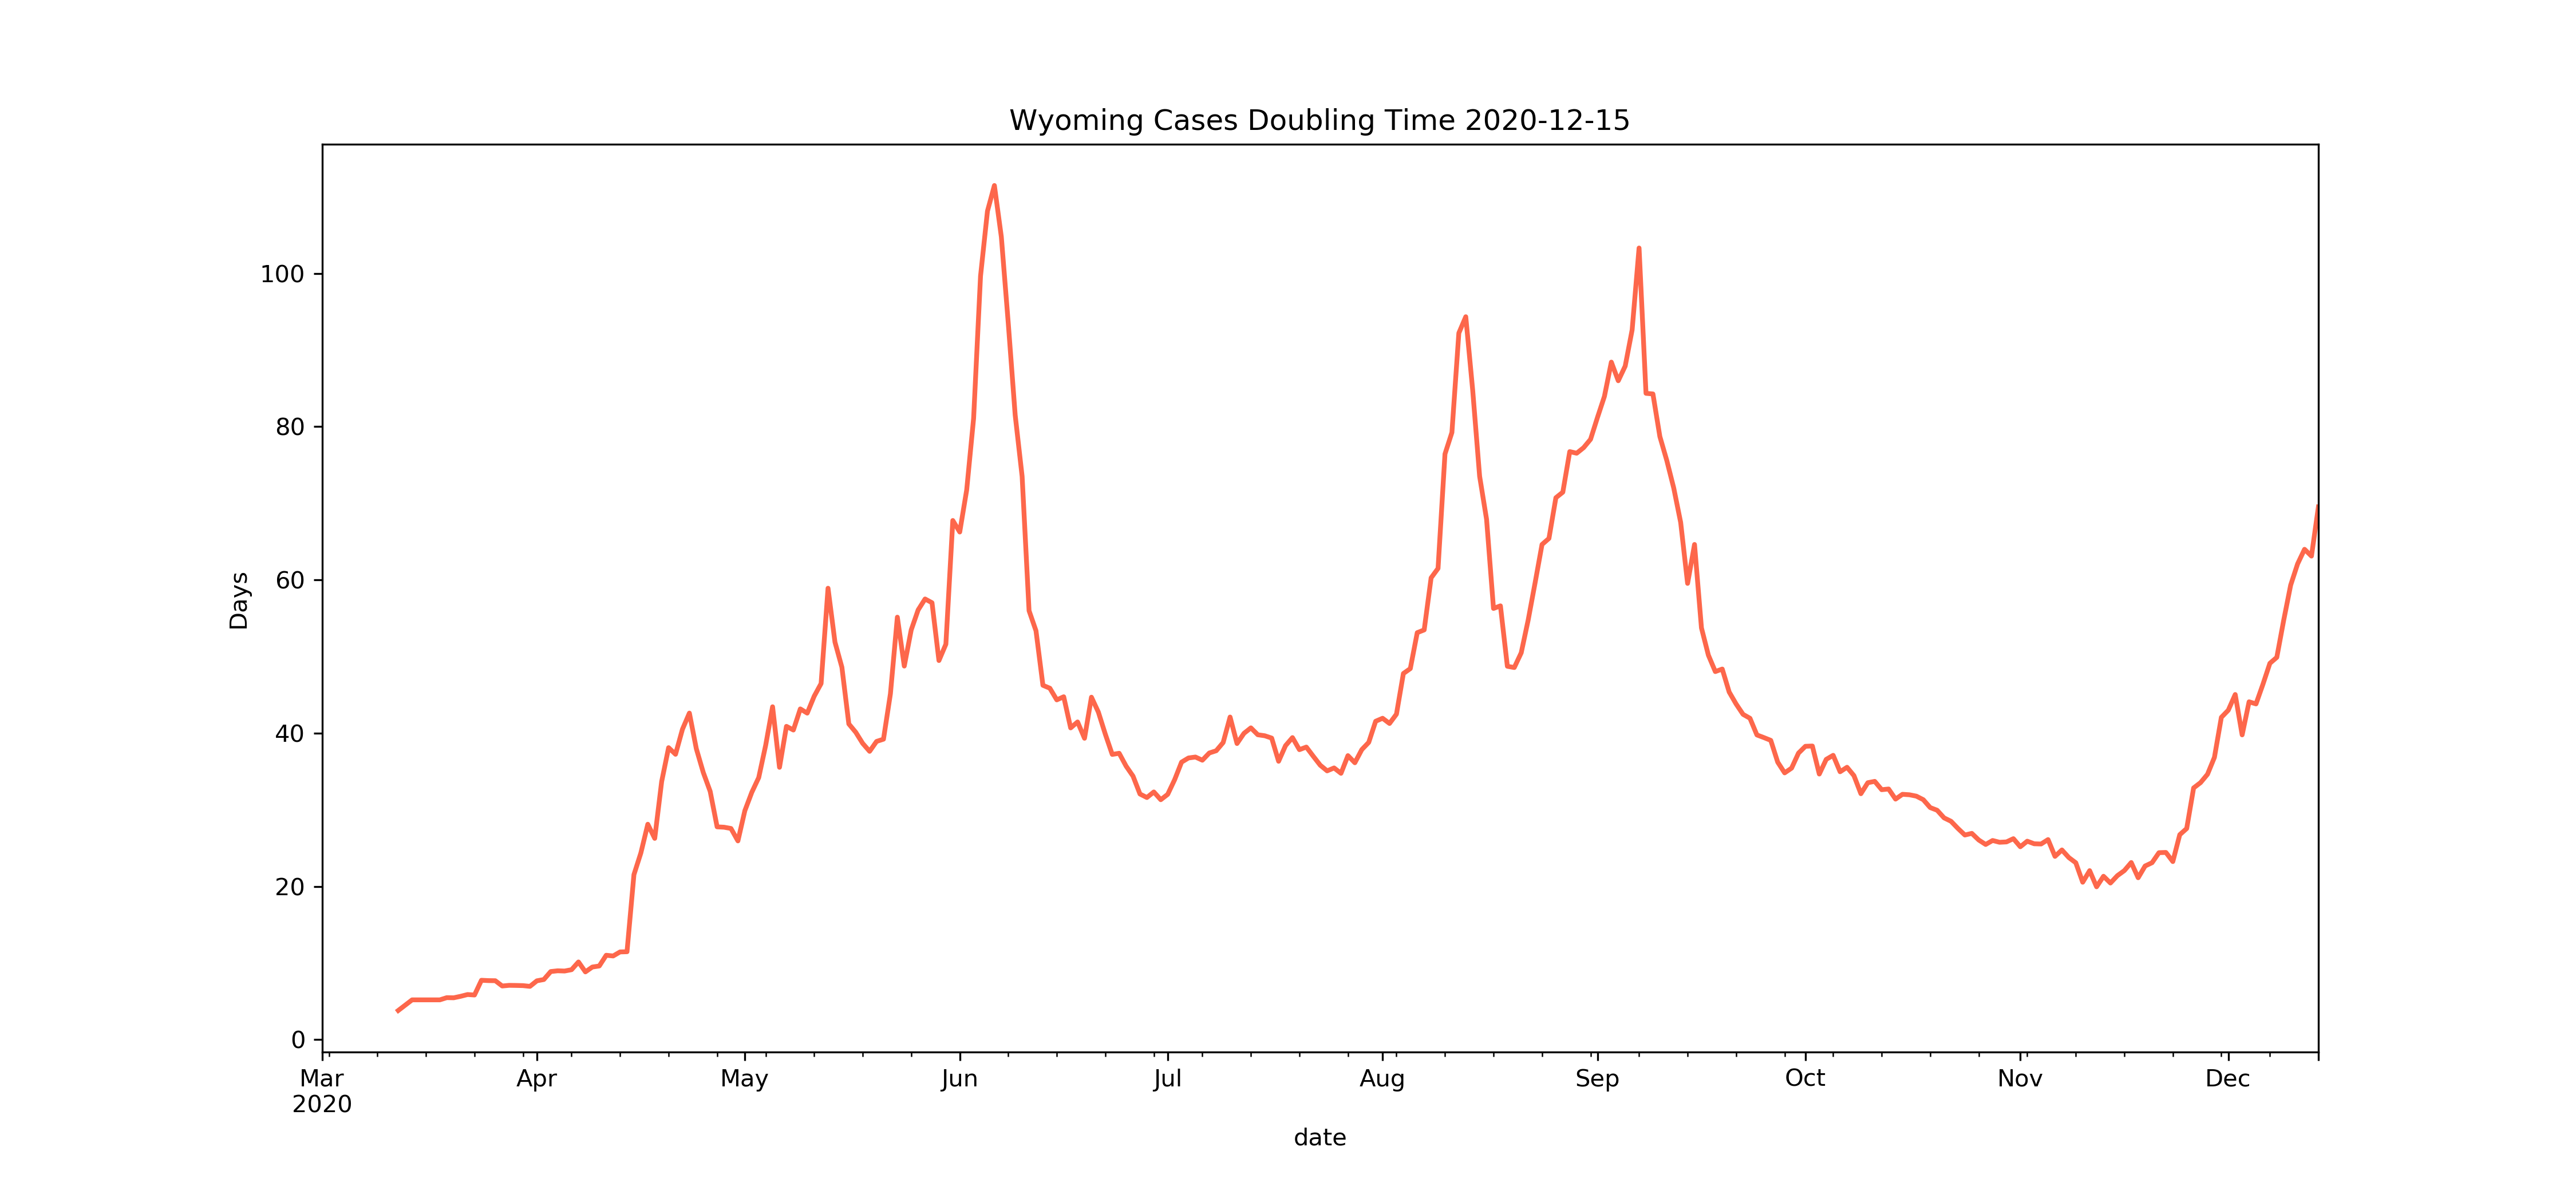 Wyoming Cases Doubling Time 2020-12-15
100
80
60
40
20
0
Days
Mar Apr May Jun Jul Aug Sep Oct Nov Dec
2020
date